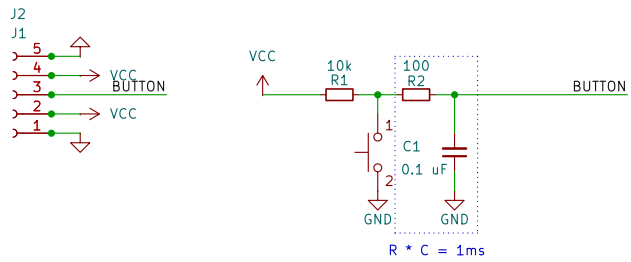 J2
J1
5
4 VCC
3 BUTTON
2 VCC
1
VCC
10k
R1
100
R2
BUTTON
1
2
C1
0.1 uF
GND
GND
R * C = 1ms